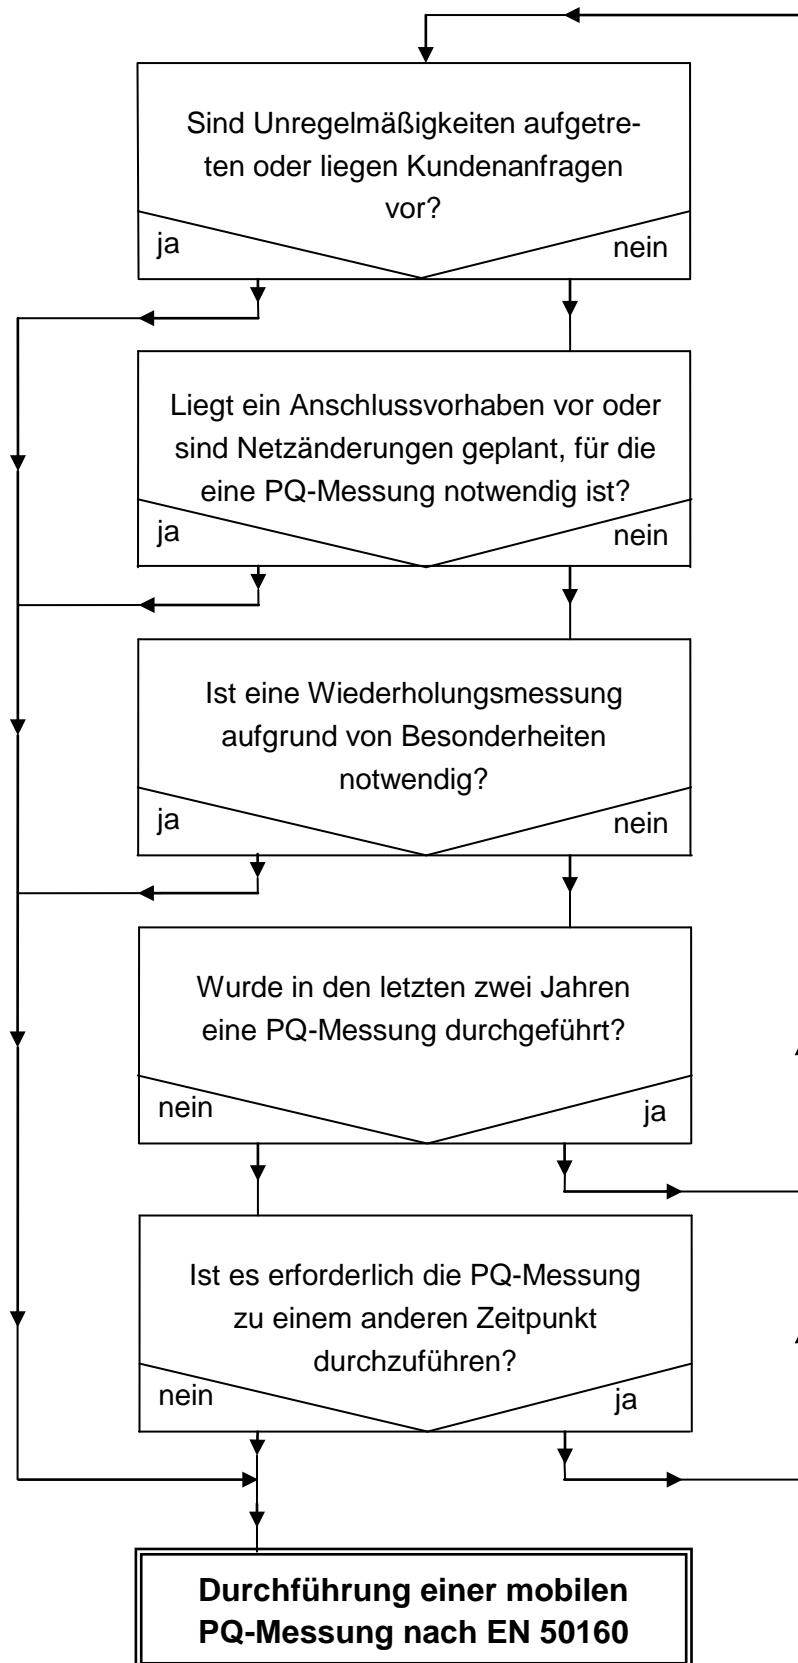 Sind Unregelmäßigkeiten aufgetre-
ten oder liegen Kundenanfragen
vor?
ja
nein
Liegt ein Anschlussvorhaben vor oder
sind Netzänderungen geplant, für die
eine PQ-Messung notwendig ist?
ja
nein
Ist eine Wiederholungsmessung
aufgrund von Besonderheiten
notwendig?
ja
nein
Wurde in den letzten zwei Jahren
eine PQ-Messung durchgeführt?
nein
ja
Ist es erforderlich die PQ-Messung
zu einem anderen Zeitpunkt
durchzuführen?
nein
ja
Durchführung einer mobilen
PQ-Messung nach EN 50160